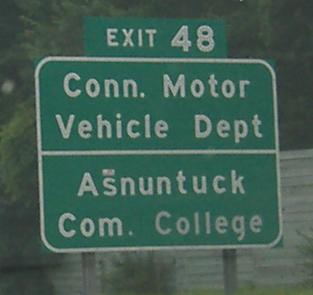 EXIT 48
Conn. Motor
Vehicle Dept
Asnuntuck
Com. College